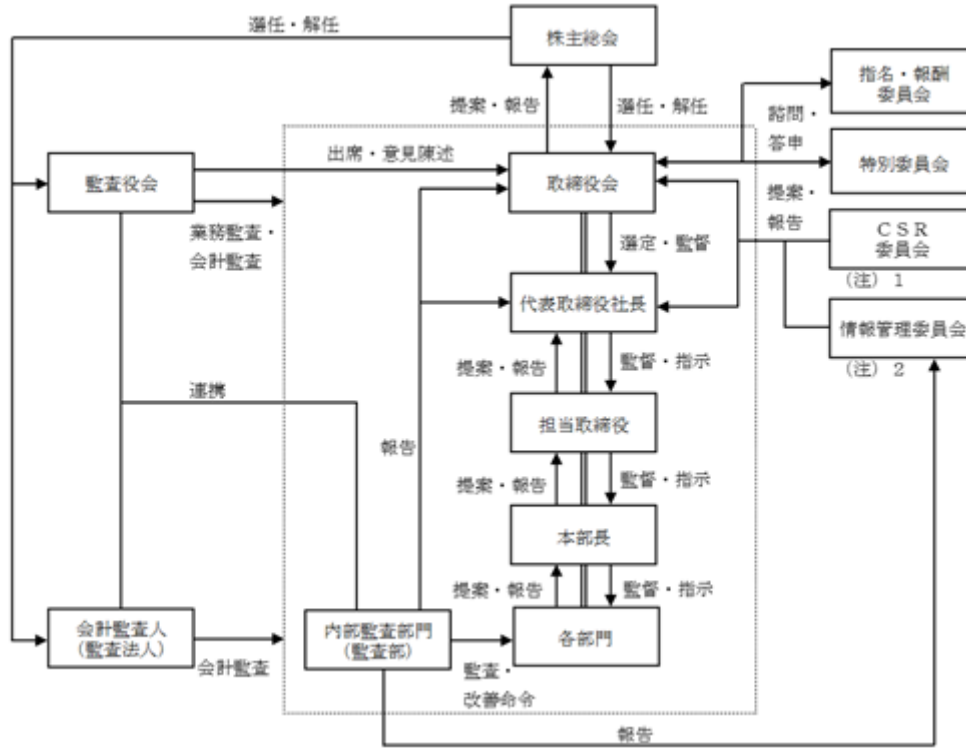 選任・解任
株主総会
指名・報酬
委員会
提案・報告
選任・解任
諮問・
答申
出席・意見陳述
監査役会
取締役会
特別委員会
提案・
報告
業務監査・
会計監査
選定・監督
ＣＳＲ
委員会
（注）１
代表取締役社長
情報管理委員会
（注）２
提案・報告
監督・指示
連携
担当取締役
報告
提案・報告
監督・指示
本部長
提案・報告
監督・指示
会計監査人
（監査法人）
会計監査
内部監査部門
（監査部）
監査・
改善命令
各部門
報告